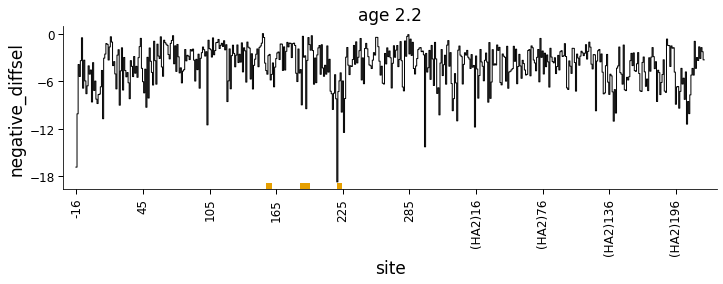 age 2.2
negative_diffsel
0
−6
−12
−18
-16
45
105
165
225
285
(HA2)16
(HA2)76
(HA2)136
(HA2)196
site